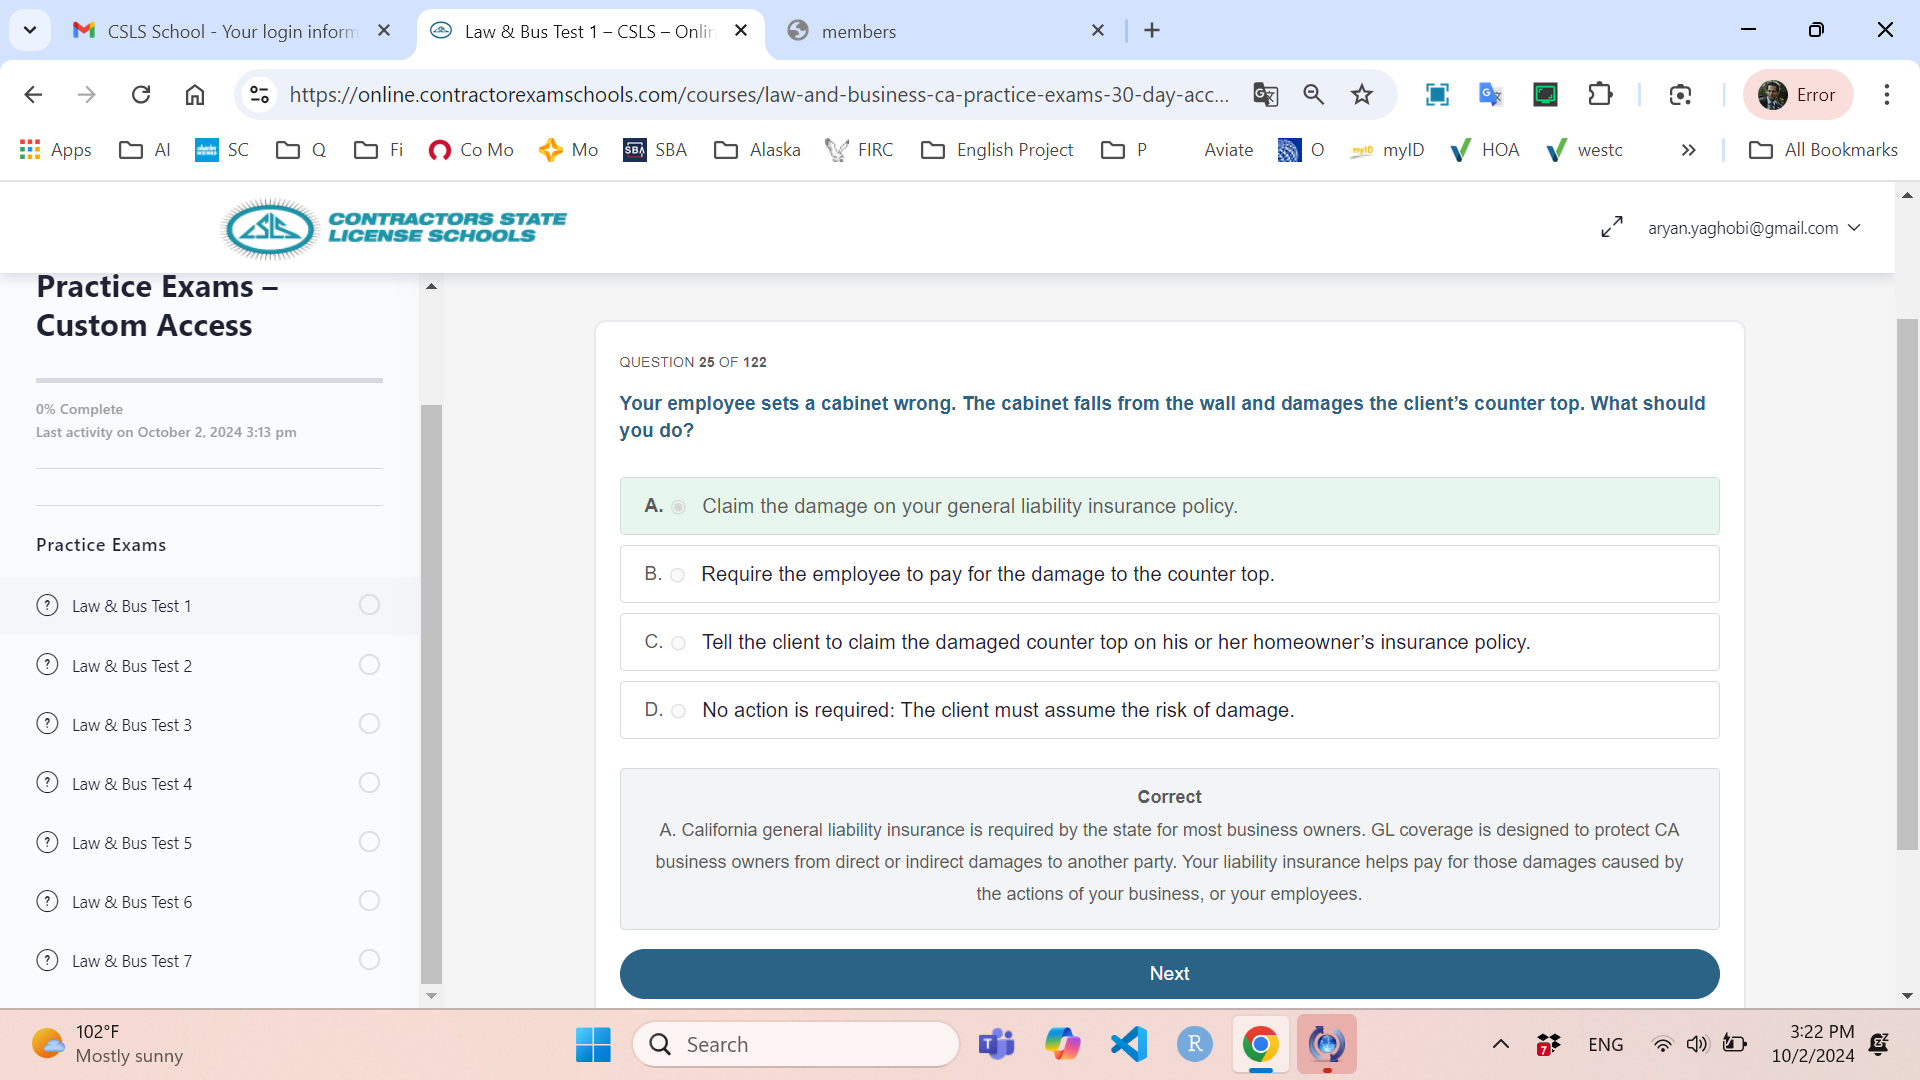 CSLS School - Your login inform
Law & Bus Test 1 – CSLS – Onlin
members
https://online.contractorexamschools.com/courses/law-and-business-ca-practice-exams-30-day-acc...
Error
Apps
AI
SC
Q
Fi
Co Mo
Mo
SBA
SBA
Alaska
FIRC
English Project
P
Aviate
O
myID
myID
HOA
westc
All Bookmarks
CSLS
CONTRACTORS STATE
LICENSE SCHOOLS
aryan.yaghobi@gmail.com
Practice Exams –
Custom Access
0% Complete
Last activity on October 2, 2024 3:13 pm
Practice Exams
Law & Bus Test 1
Law & Bus Test 2
Law & Bus Test 3
Law & Bus Test 4
Law & Bus Test 5
Law & Bus Test 6
Law & Bus Test 7
QUESTION 25 OF 122
Your employee sets a cabinet wrong. The cabinet falls from the wall and damages the client’s counter top. What should
you do?
A. Claim the damage on your general liability insurance policy.
B. Require the employee to pay for the damage to the counter top.
C. Tell the client to claim the damaged counter top on his or her homeowner’s insurance policy.
D. No action is required: The client must assume the risk of damage.
Correct
A. California general liability insurance is required by the state for most business owners. GL coverage is designed to protect CA
business owners from direct or indirect damages to another party. Your liability insurance helps pay for those damages caused by
the actions of your business, or your employees.
Next
102°F
Mostly sunny
Search
7
ENG
3:22 PM
10/2/2024